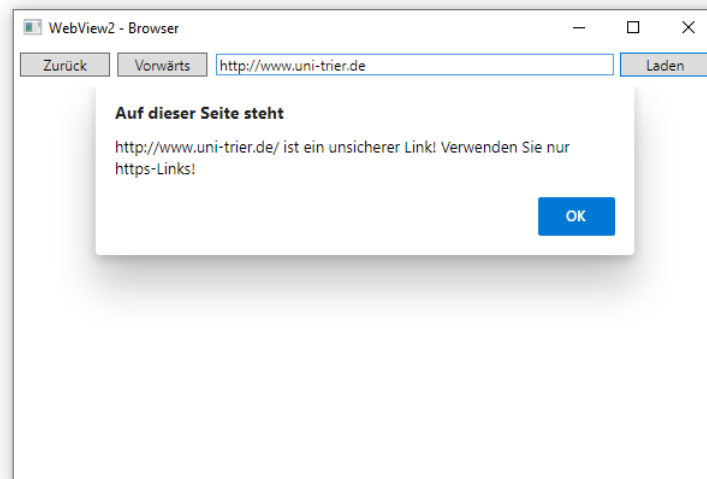 WebView2 - Browser
Zurück Vorwärts http://www.uni-trier.de Laden
Auf dieser Seite steht
http://www.uni-trier.de/ ist ein unsicherer Link! Verwenden Sie nur
https-Links!
OK